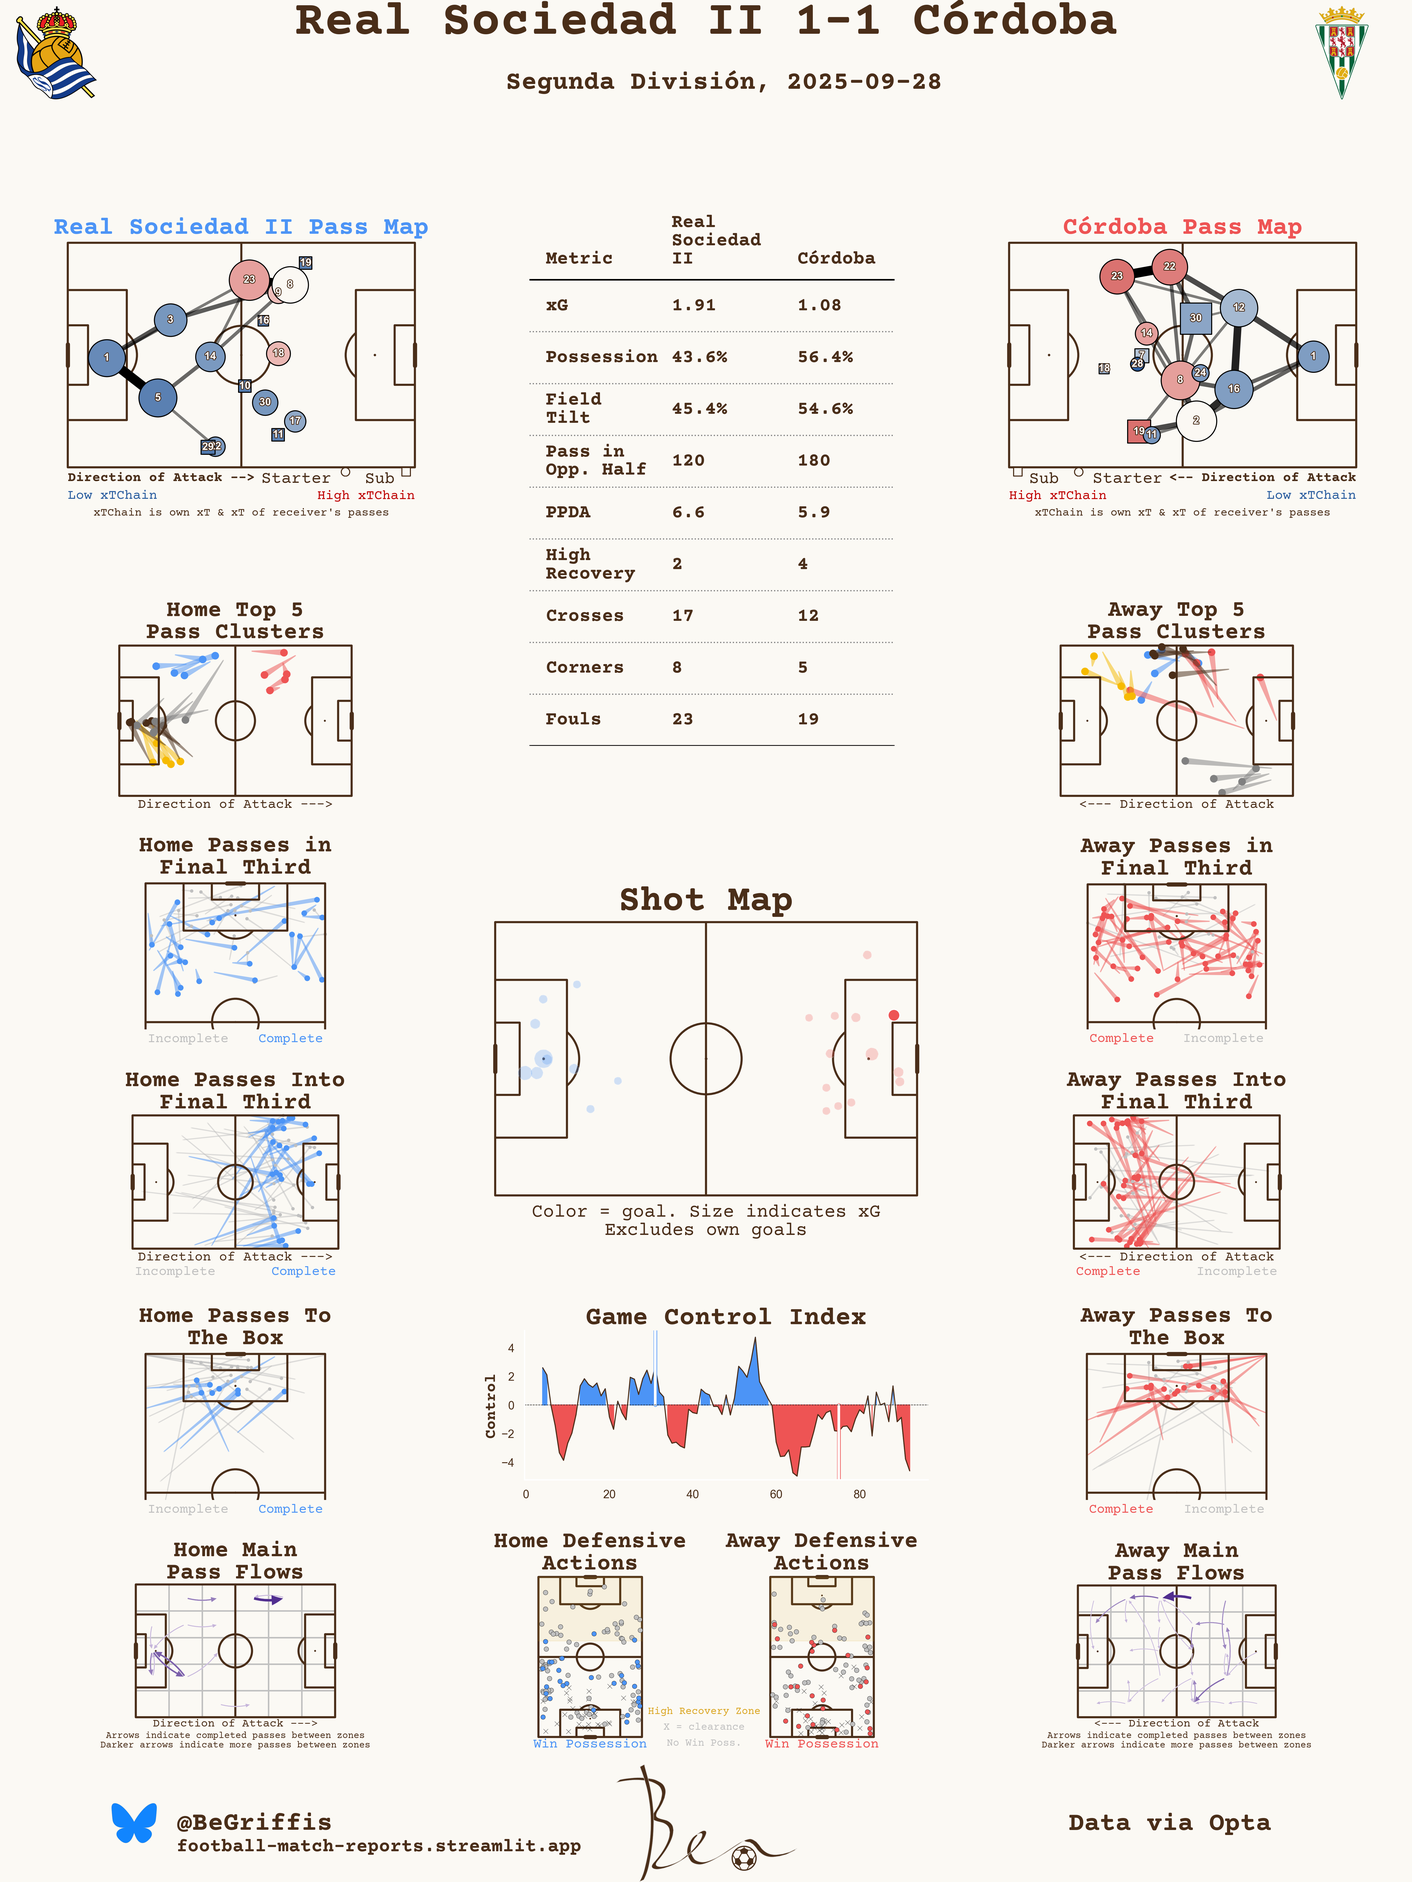 Real Sociedad II 1-1 Córdoba
Segunda División, 2025-09-28
Real Sociedad II Pass Map
23
8
19
9
3
16
1
14
18
5
10
30
17
11
29
Direction of Attack --> Starter Sub
Low xTChain High xTChain
xTChain is own xT & xT of receiver's passes
Metric Real Sociedad II Córdoba
xG 1.91 1.08
Possession 43.6% 56.4%
Field Tilt 45.4% 54.6%
Pass in Opp. Half 120 180
PPDA 6.6 5.9
High Recovery 2 4
Crosses 17 12
Corners 8 5
Fouls 23 19
Córdoba Pass Map
23
22
12
30
14
7
28
18
1
24
8
16
2
19
11
Sub Starter <-- Direction of Attack
High xTChain Low xTChain
xTChain is own xT & xT of receiver's passes
Home Top 5
Pass Clusters
Direction of Attack --->
Away Top 5
Pass Clusters
<--- Direction of Attack
Home Passes in
Final Third
Incomplete Complete
Away Passes in
Final Third
Complete Incomplete
Shot Map
Color = goal. Size indicates xG
Excludes own goals
Home Passes Into
Final Third
Direction of Attack --->
Incomplete Complete
Away Passes Into
Final Third
<--- Direction of Attack
Complete Incomplete
Home Passes To
The Box
Incomplete Complete
Game Control Index
Control
4
2
0
−2
−4
0 20 40 60 80
Away Passes To
The Box
Complete Incomplete
Home Main
Pass Flows
Direction of Attack --->
Arrows indicate completed passes between zones
Darker arrows indicate more passes between zones
Home Defensive
Actions
Win Possession
High Recovery Zone
X = clearance
No Win Poss.
Away Defensive
Actions
Win Possession
Away Main
Pass Flows
<--- Direction of Attack
Arrows indicate completed passes between zones
Darker arrows indicate more passes between zones
@BeGriffis
football-match-reports.streamlit.app
Ben
Data via Opta